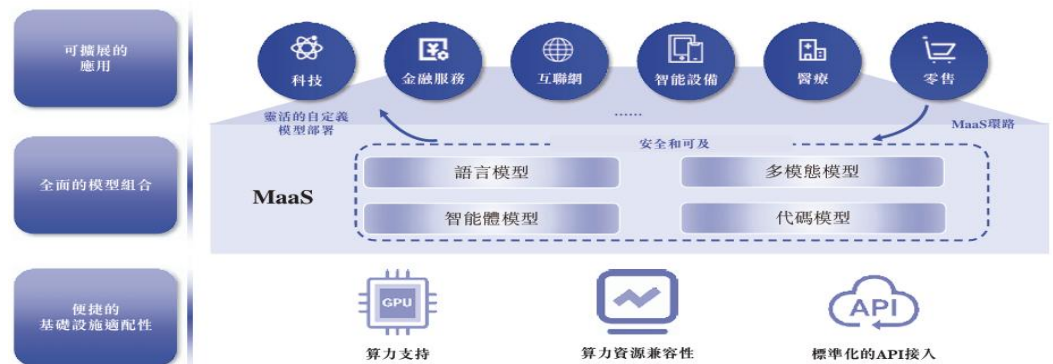 可擴展的
應用
科技
金融服務
互聯網
智能設備
醫療
零售
靈活的自定義
模型部署
......
MaaS環路
安全和可及
全面的模型組合
MaaS
語言模型
多模態模型
智能體模型
代碼模型
便捷的
基礎設施適配性
GPU
API
算力支持
算力資源兼容性
標準化的API接入